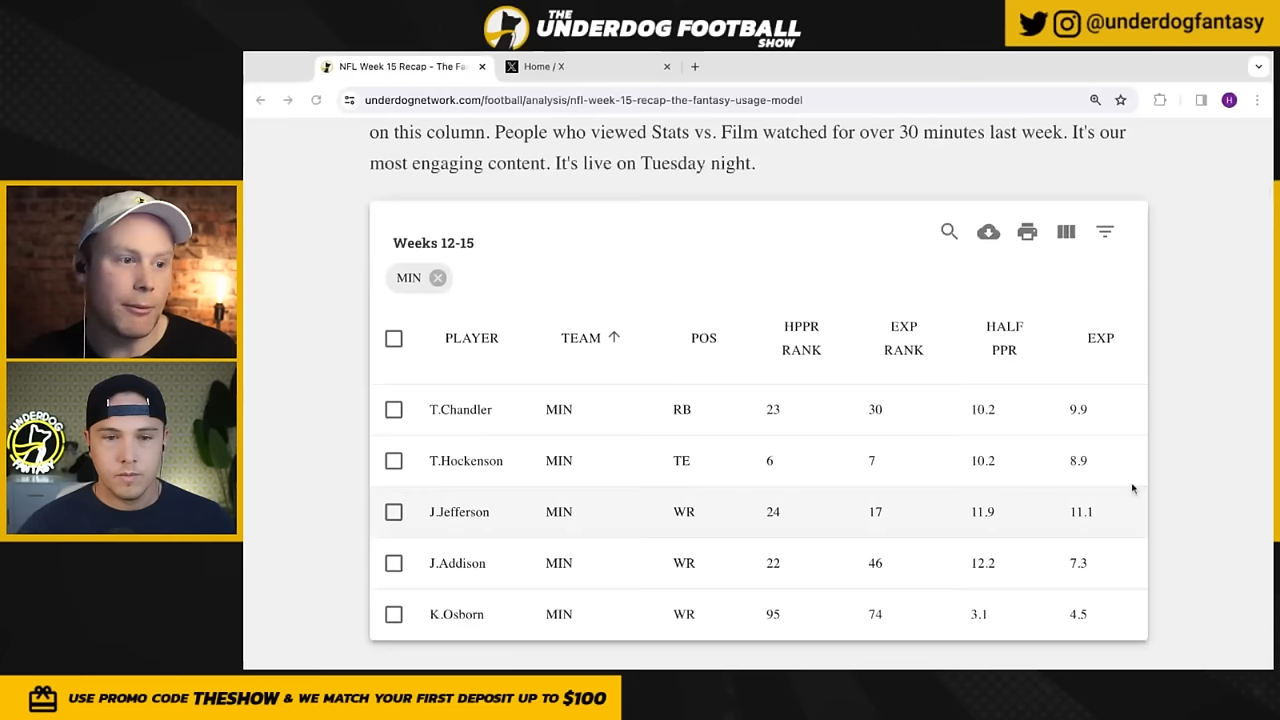 THE
UNDERDOG FOOTBALL
SHOW
@underdogfantasy
NFL Week 15 Recap - The Fa
Home / X
underdognetwork.com/football/analysis/nfl-week-15-recap-the-fantasy-usage-model
H
on this column. People who viewed Stats vs. Film watched for over 30 minutes last week. It's our
most engaging content. It's live on Tuesday night.
Weeks 12-15
MIN
PLAYER TEAM POS HPPR RANK EXP RANK HALF PPR EXP
T.Chandler MIN RB 23 30 10.2 9.9
T.Hockenson MIN TE 6 7 10.2 8.9
J.Jefferson MIN WR 24 17 11.9 11.1
J.Addison MIN WR 22 46 12.2 7.3
K.Osborn MIN WR 95 74 3.1 4.5
UNDERDOG
FANTASY
USE PROMO CODE THESHOW & WE MATCH YOUR FIRST DEPOSIT UP TO $100